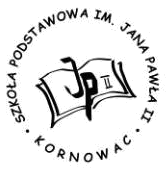 SZKOŁA PODSTAWOWA IM. JANA PAWŁA II
JP II
• KORNOWAC •